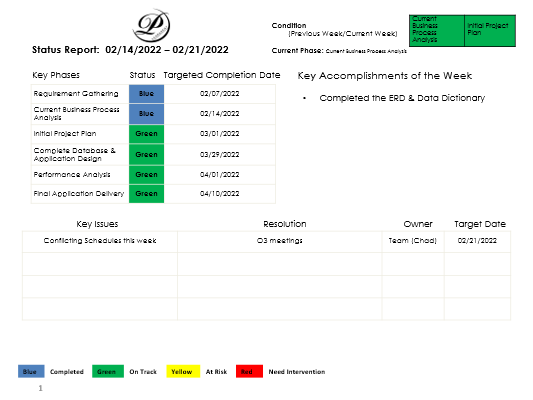 Condition
(Previous Week/Current Week)
Current
Business
Process
Analysis
Initial Project
Plan
Status Report: 02/14/2022 – 02/21/2022
Current Phase: Current Business Process Analysis
Key Phases Status Targeted Completion Date
Requirement Gathering Blue 02/07/2022
Current Business Process
Analysis Blue 02/14/2022
Initial Project Plan Green 03/01/2022
Complete Database &
Application Design Green 03/29/2022
Performance Analysis Green 04/01/2022
Final Application Delivery Green 04/10/2022
Key Accomplishments of the Week
• Completed the ERD & Data Dictionary
Key Issues Resolution Owner Target Date
Conflicting Schedules this week O3 meetings Team (Chad) 02/21/2022
Blue Completed Green On Track Yellow At Risk Red Need Intervention
1